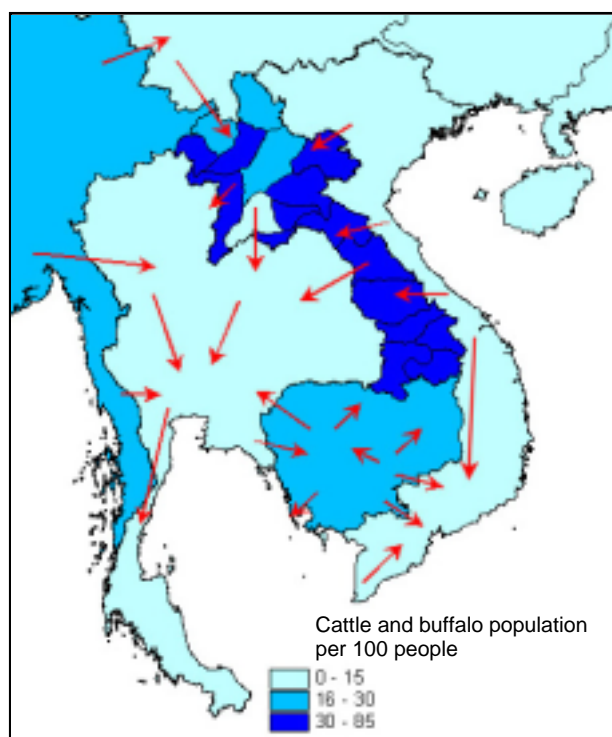 Cattle and buffalo population
per 100 people
0 - 15
16 - 30
30 - 85